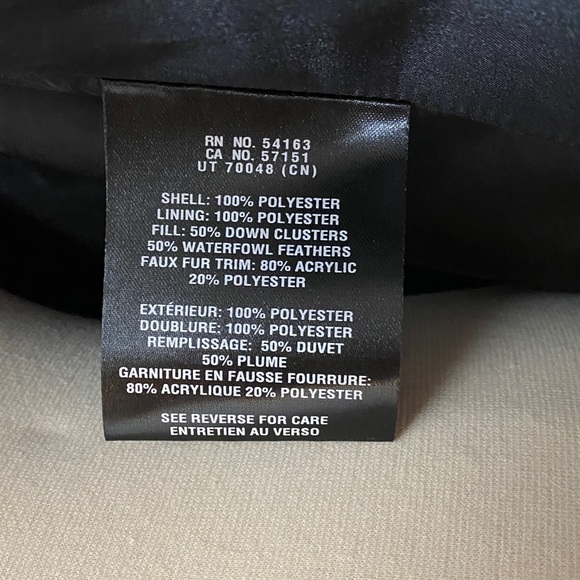 RN NO. 54163
CA NO. 57151
UT 70048 (CN)
SHELL: 100% POLYESTER
LINING: 100% POLYESTER
FILL: 50% DOWN CLUSTERS
50% WATERFOWL FEATHERS
FAUX FUR TRIM: 80% ACRYLIC
20% POLYESTER
EXTÉRIEUR: 100% POLYESTER
DOUBLURE: 100% POLYESTER
REMPLISSAGE: 50% DUVET
50% PLUME
GARNITURE EN FAUSSE FOURRURE:
80% ACRYLIQUE 20% POLYESTER
SEE REVERSE FOR CARE
ENTRETIEN AU VERSO